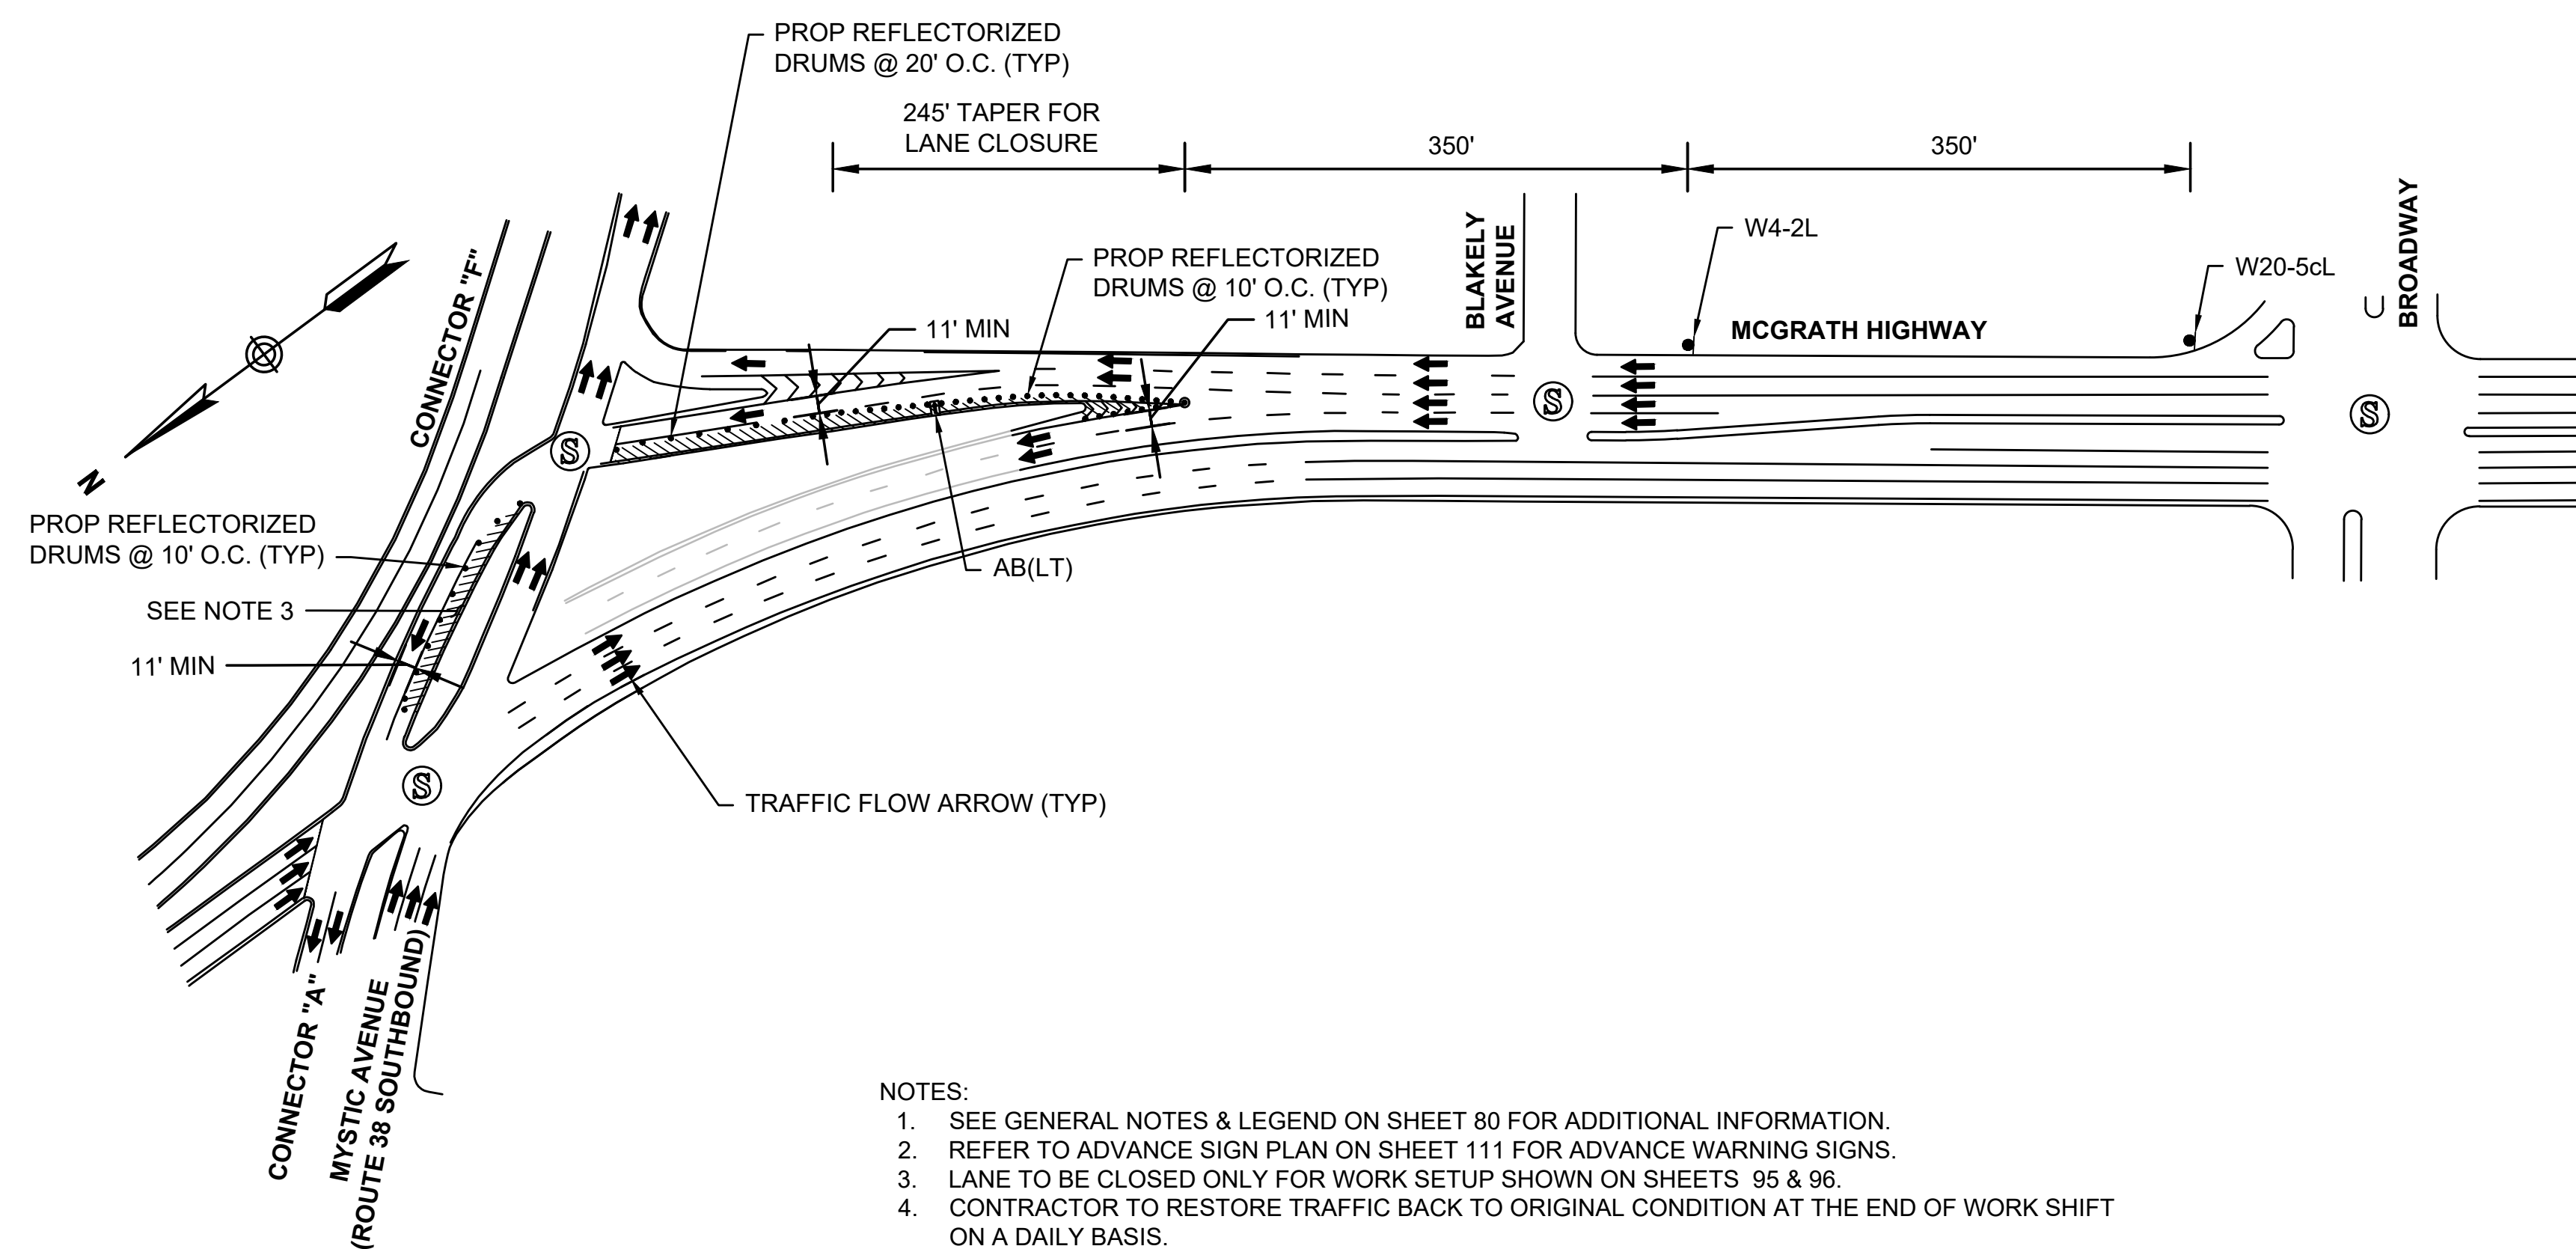 PROP REFLECTORIZED
DRUMS @ 20' O.C. (TYP)
245' TAPER FOR
LANE CLOSURE
350'
350'
BLAKELY
AVENUE
W4-2L
BROADWAY
W20-5cL
CONNECTOR "F"
PROP REFLECTORIZED
DRUMS @ 10' O.C. (TYP)
11' MIN
11' MIN
MCGRATH HIGHWAY
S
S
S
N
PROP REFLECTORIZED
DRUMS @ 10' O.C. (TYP)
SEE NOTE 3
AB(LT)
11' MIN
S
TRAFFIC FLOW ARROW (TYP)
CONNECTOR "A"
MYSTIC AVENUE
(ROUTE 38 SOUTHBOUND)
NOTES:
1. SEE GENERAL NOTES & LEGEND ON SHEET 80 FOR ADDITIONAL INFORMATION.
2. REFER TO ADVANCE SIGN PLAN ON SHEET 111 FOR ADVANCE WARNING SIGNS.
3. LANE TO BE CLOSED ONLY FOR WORK SETUP SHOWN ON SHEETS 95 & 96.
4. CONTRACTOR TO RESTORE TRAFFIC BACK TO ORIGINAL CONDITION AT THE END OF WORK SHIFT
ON A DAILY BASIS.